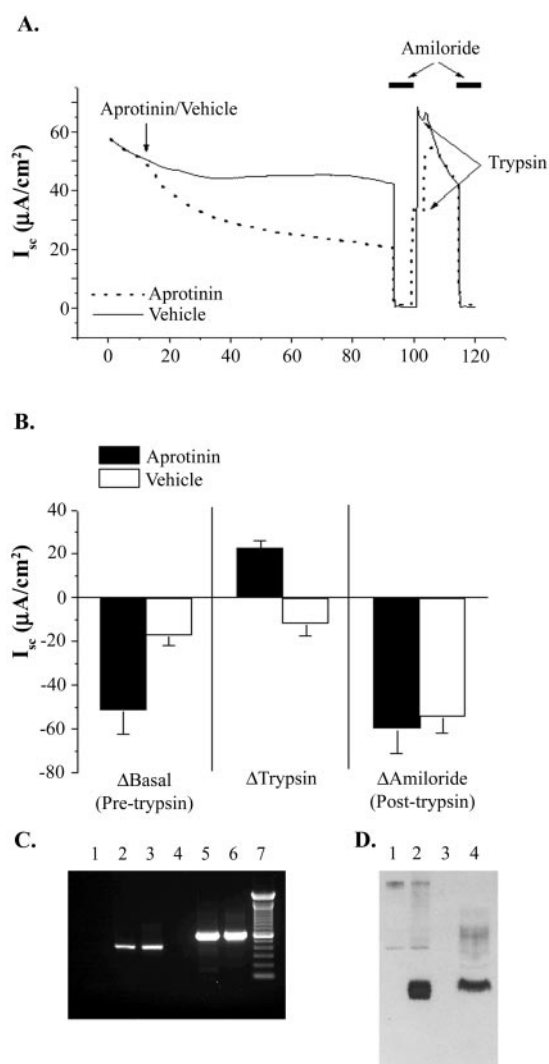 A.
Amiloride
Aprotinin/Vehicle
Trypsin
Isc (µA/cm²)
60
40
20
0
Aprotinin
Vehicle
0 20 40 60 80 100 120
B.
Aprotinin
Vehicle
Isc (µA/cm²)
40
20
0
-20
-40
-60
-80
ΔBasal (Pre-trypsin)
ΔTrypsin
ΔAmiloride (Post-trypsin)
C.
1 2 3 4 5 6 7
D.
1 2 3 4